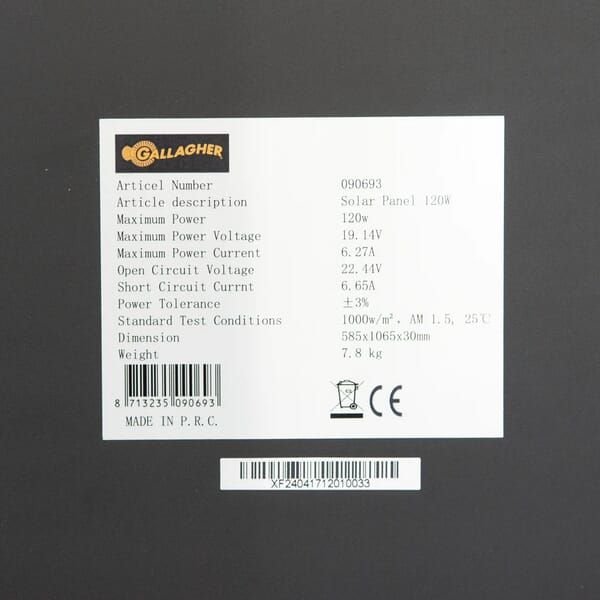 GALLAGHER
Articel Number 090693
Article description Solar Panel 120W
Maximum Power 120w
Maximum Power Voltage 19.14V
Maximum Power Current 6.27A
Open Circuit Voltage 22.44V
Short Circuit Currnt 6.65A
Power Tolerance ±3%
Standard Test Conditions 1000w/m², AM 1.5, 25℃
Dimension 585x1065x30mm
Weight 7.8 kg
8 713235 090693
CE
MADE IN P.R.C.
XF24041712010033